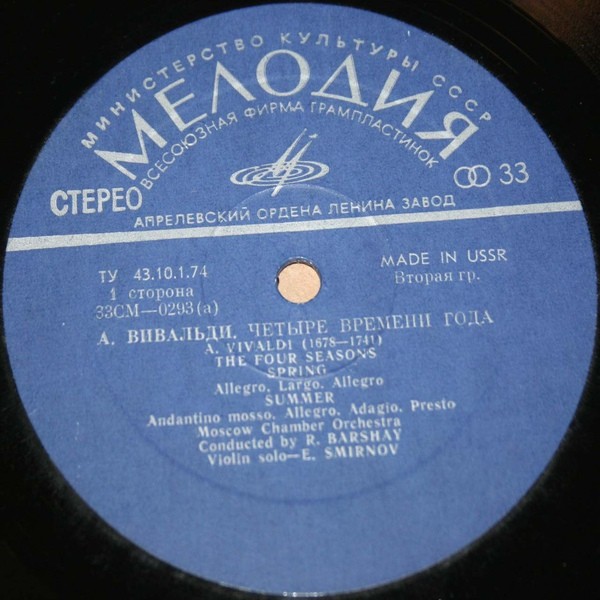 МИНИСТЕРСТВО КУЛЬТУРЫ СССР
МЕЛОДИЯ
ВСЕСОЮЗНАЯ ФИРМА ГРАМПЛАСТИНОК
СТЕРЕО
33
АПРЕЛЕВСКИЙ ОРДЕНА ЛЕНИНА ЗАВОД
ТУ 43.10.1.74
MADE IN USSR
1 сторона
Вторая гр.
33СМ—0293(а)
А. ВИВАЛЬДИ, ЧЕТЫРЕ ВРЕМЕНИ ГОДА
A. VIVALDI (1678—1741)
THE FOUR SEASONS
SPRING
Allegro, Largo, Allegro
SUMMER
Andantino mosso, Allegro, Adagio, Presto
Moscow Chamber Orchestra
Conducted by R. BARSHAY
Violin solo—E. SMIRNOV